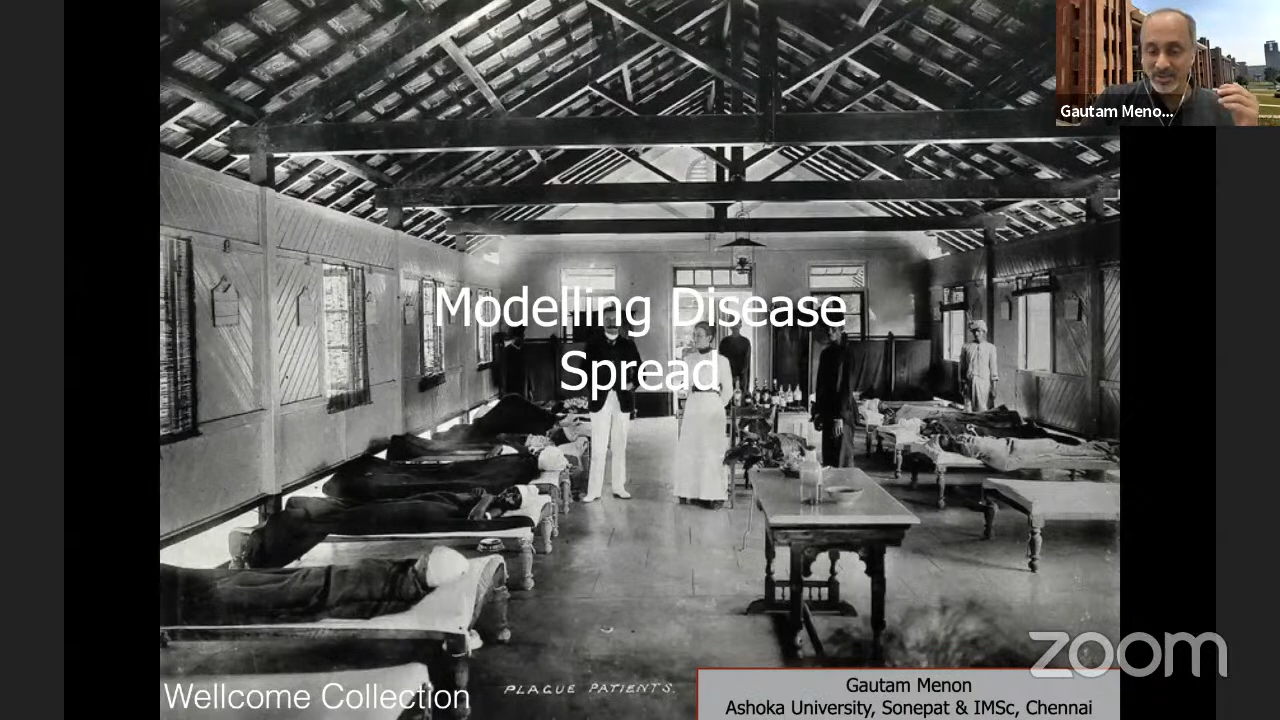 Gautam Meno...
Modelling Disease
Spread
zoom
Wellcome Collection
PLAGUE PATIENTS.
Gautam Menon
Ashoka University, Sonepat & IMSc, Chennai